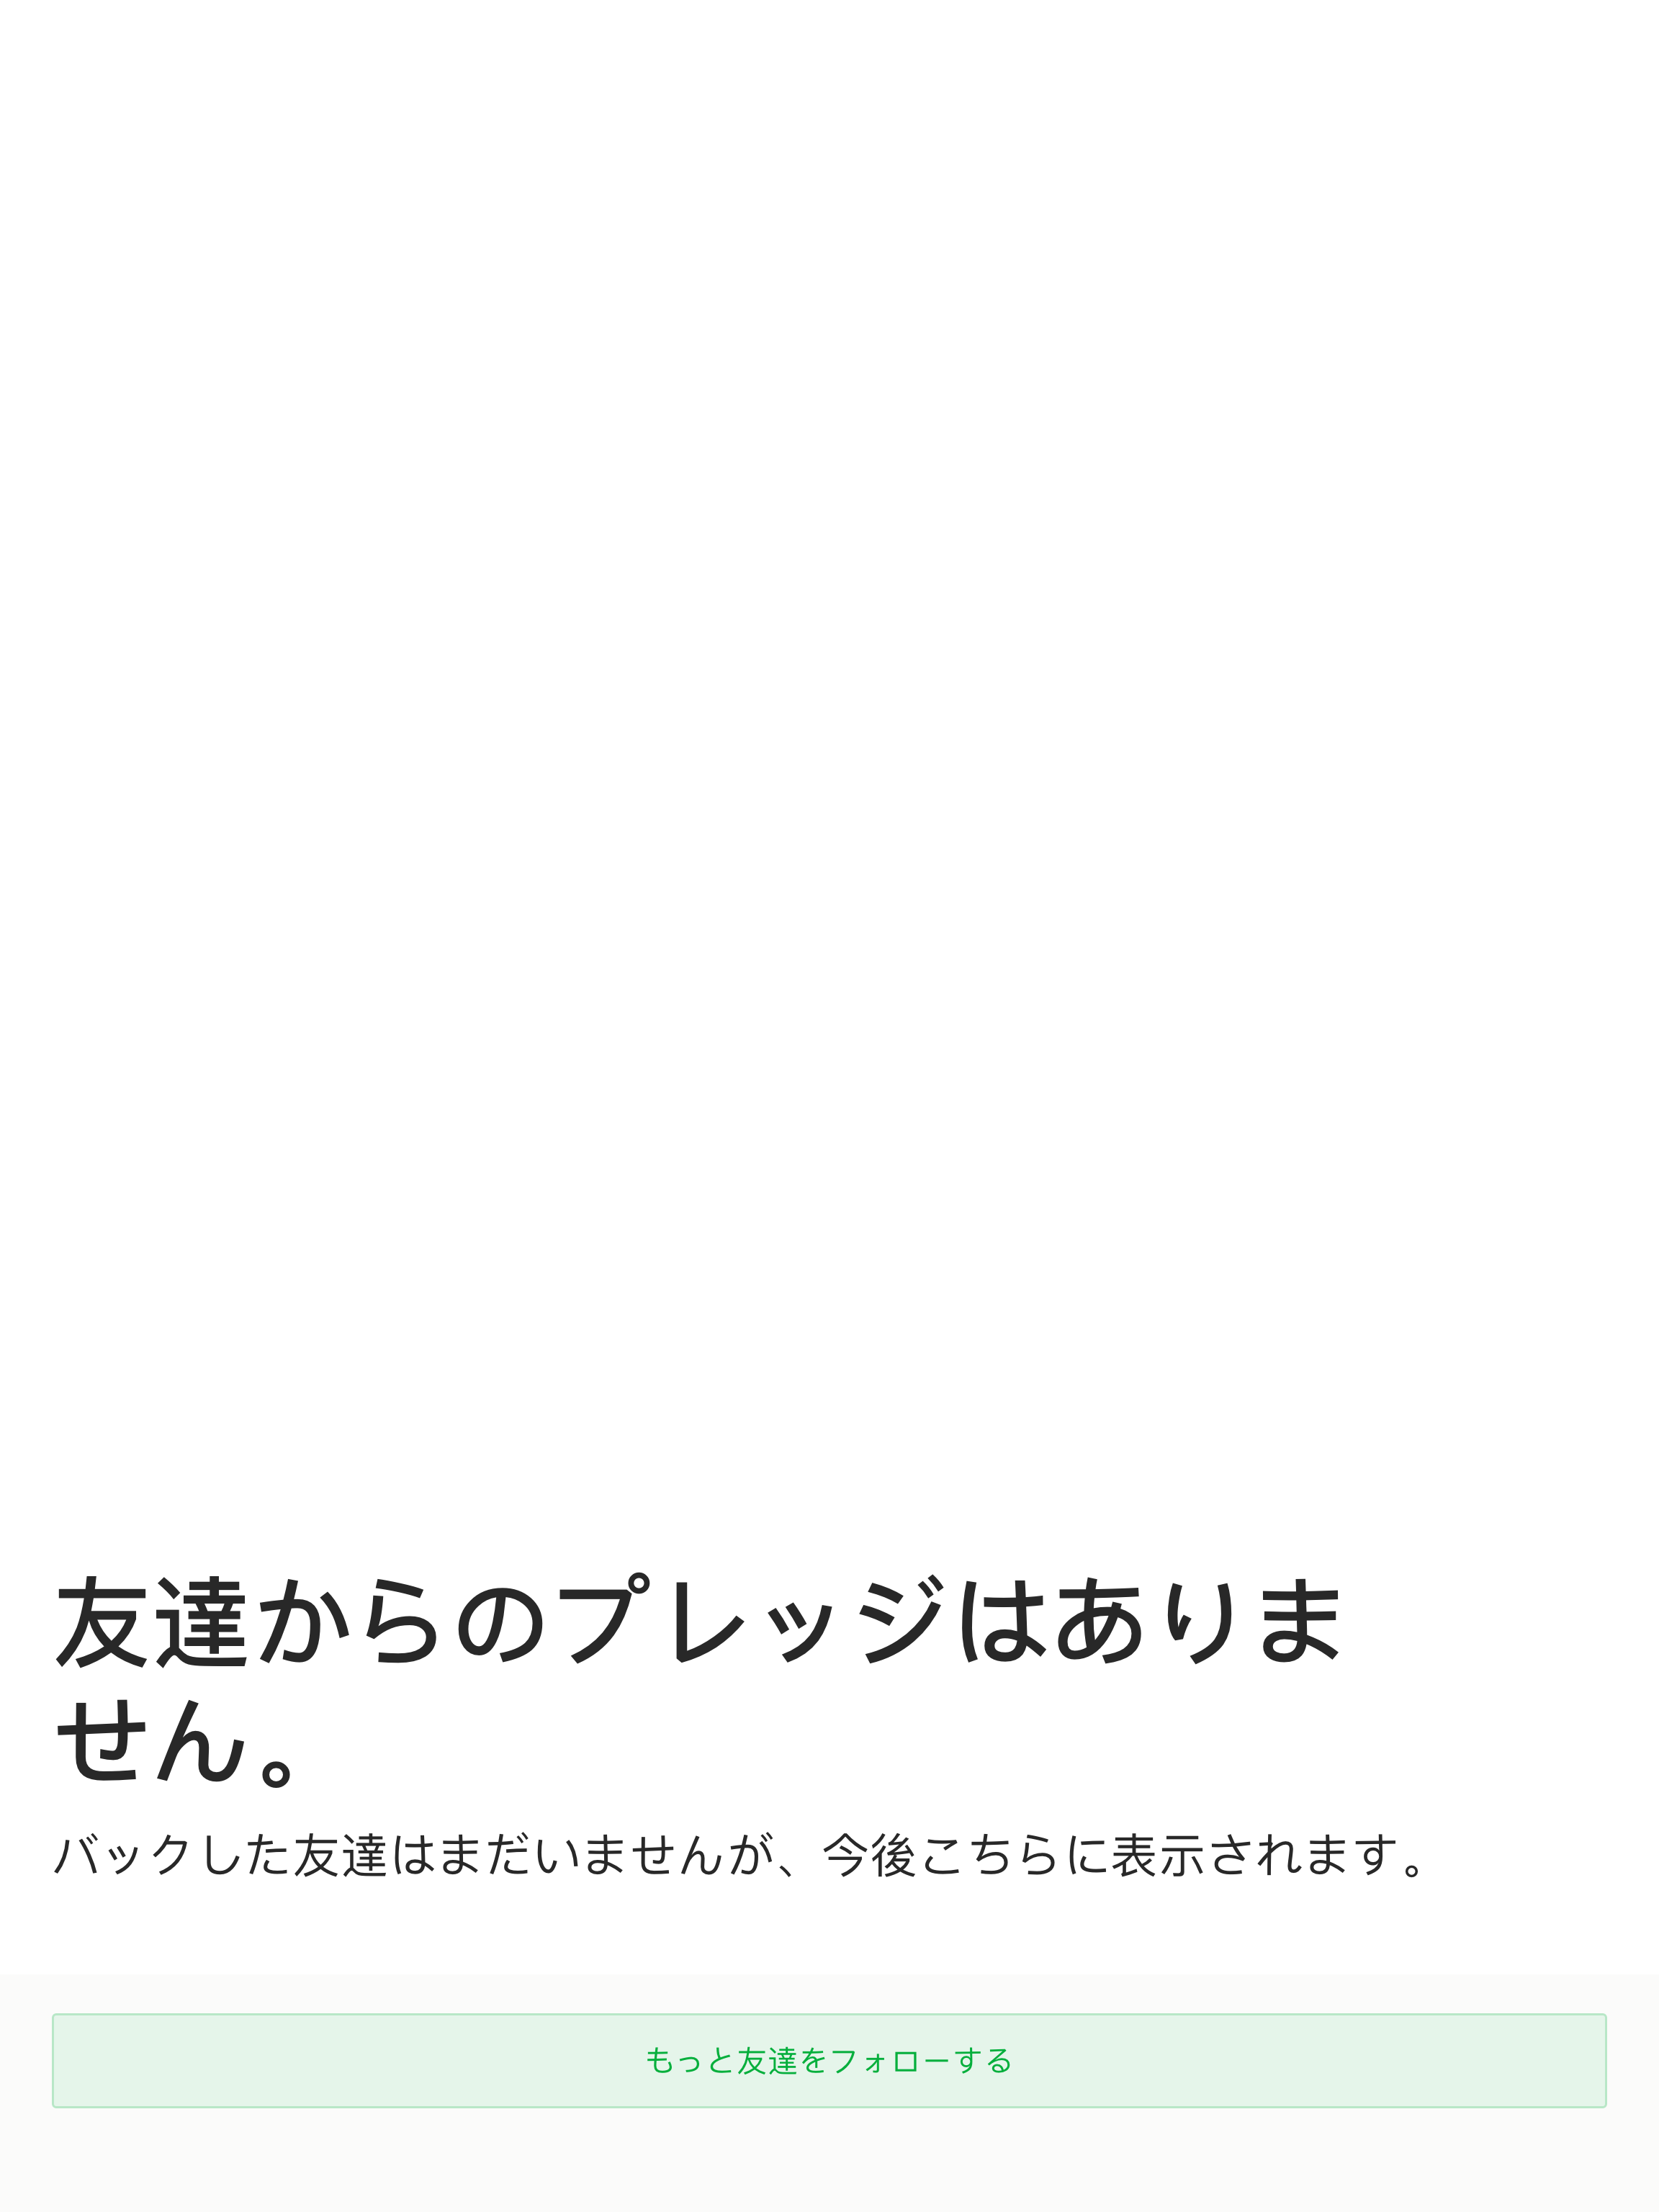 友達からのプレッジはありま
せん。
バックした友達はまだいませんが、今後こちらに表示されます。
もっと友達をフォローする